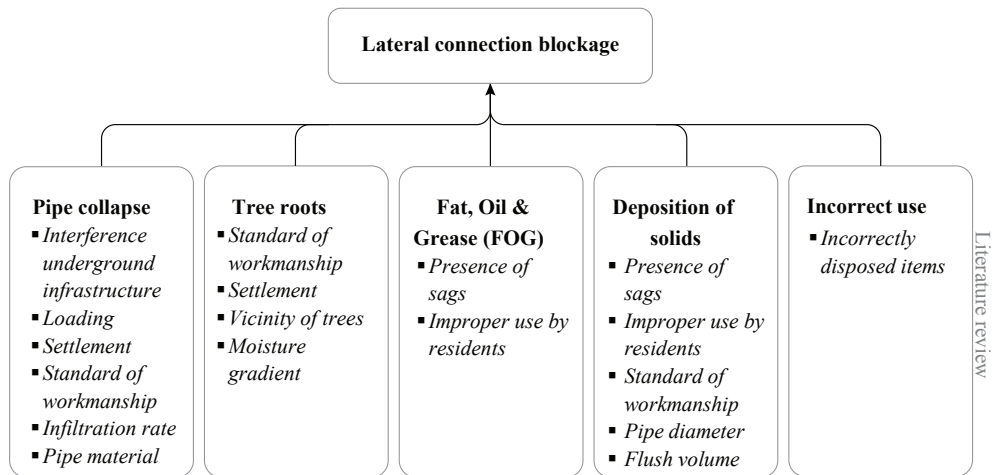 Lateral connection blockage
Pipe collapse
▪ Interference
underground
infrastructure
▪ Loading
▪ Settlement
▪ Standard of
workmanship
▪ Infiltration rate
▪ Pipe material
Tree roots
▪ Standard of
workmanship
▪ Settlement
▪ Vicinity of trees
▪ Moisture
gradient
Fat, Oil &
Grease (FOG)
▪ Presence of
sags
▪ Improper use by
residents
Deposition of
solids
▪ Presence of
sags
▪ Improper use by
residents
▪ Standard of
workmanship
▪ Pipe diameter
▪ Flush volume
Incorrect use
▪ Incorrectly
disposed items
Literature review